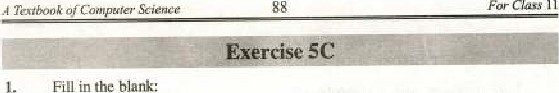 A Textbook of Computer Science 88 For Class 11
Exercise 5C
1. Fill in the blank: